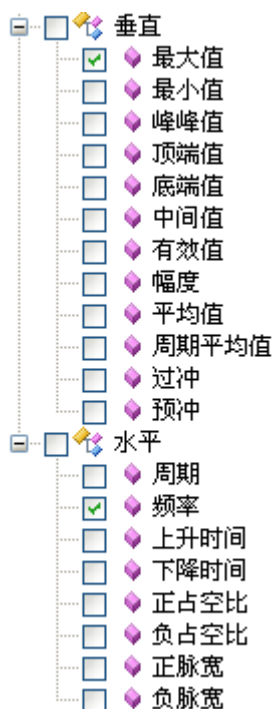 垂直
最大值
最小值
峰峰值
顶端值
底端值
中间值
有效值
幅度
平均值
周期平均值
过冲
预冲
水平
周期
频率
上升时间
下降时间
正占空比
负占空比
正脉宽
负脉宽